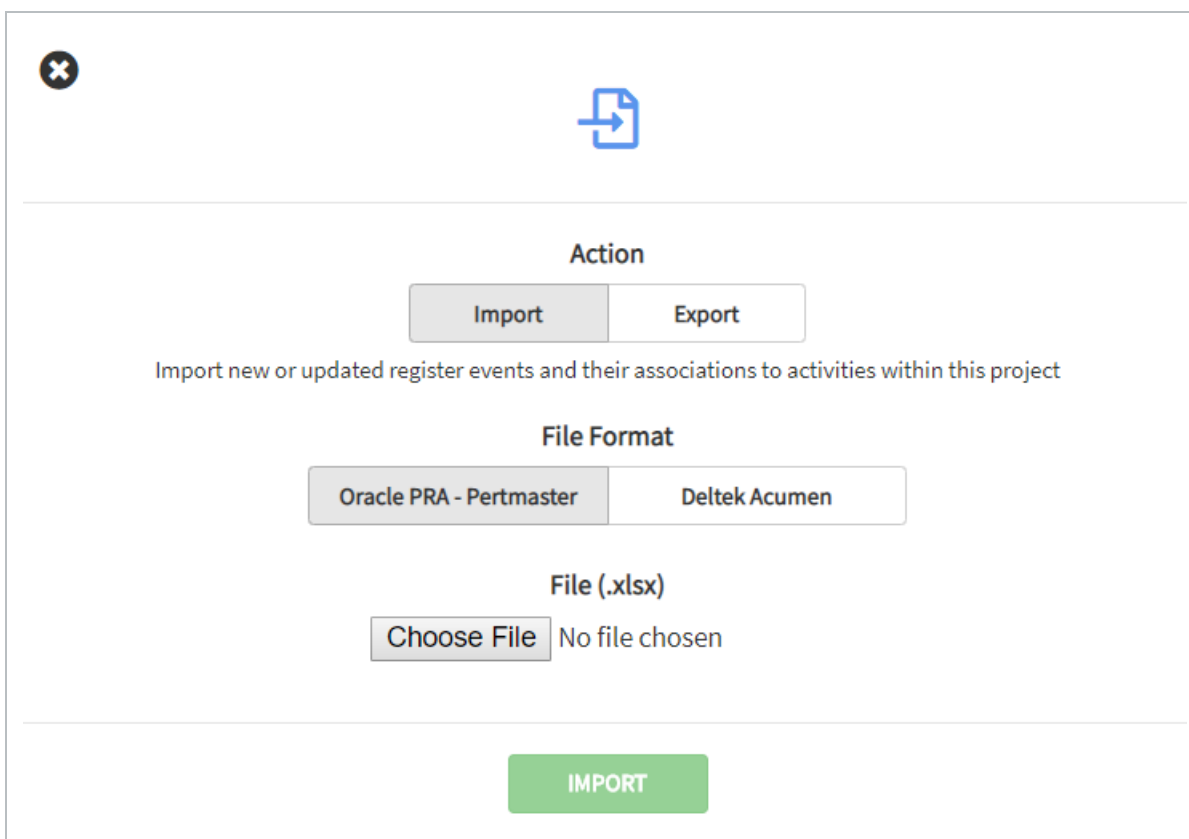 Action
Import Export
Import new or updated register events and their associations to activities within this project
File Format
Oracle PRA - Pertmaster Deltek Acumen
File (.xlsx)
Choose File No file chosen
IMPORT